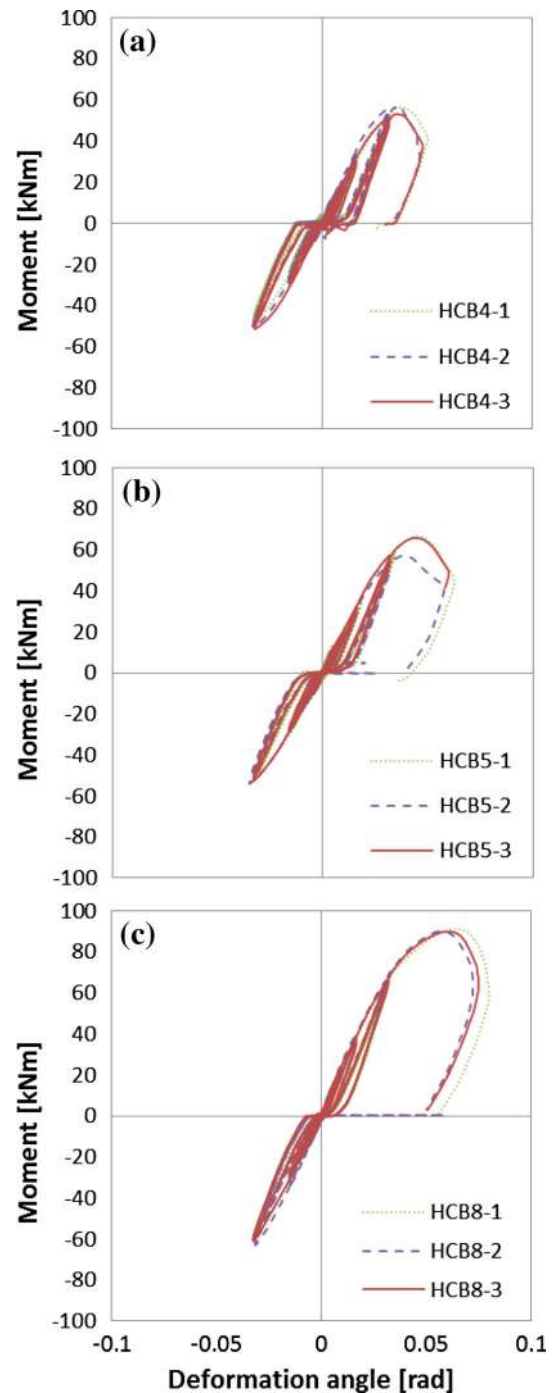 (a)
100
80
60
40
20
0
-20
-40
-60
-80
-100
Moment [kNm]
HCB4-1
HCB4-2
HCB4-3
(b)
100
80
60
40
20
0
-20
-40
-60
-80
-100
Moment [kNm]
HCB5-1
HCB5-2
HCB5-3
(c)
100
80
60
40
20
0
-20
-40
-60
-80
-100
Moment [kNm]
HCB8-1
HCB8-2
HCB8-3
-0.1 -0.05 0 0.05 0.1
Deformation angle [rad]